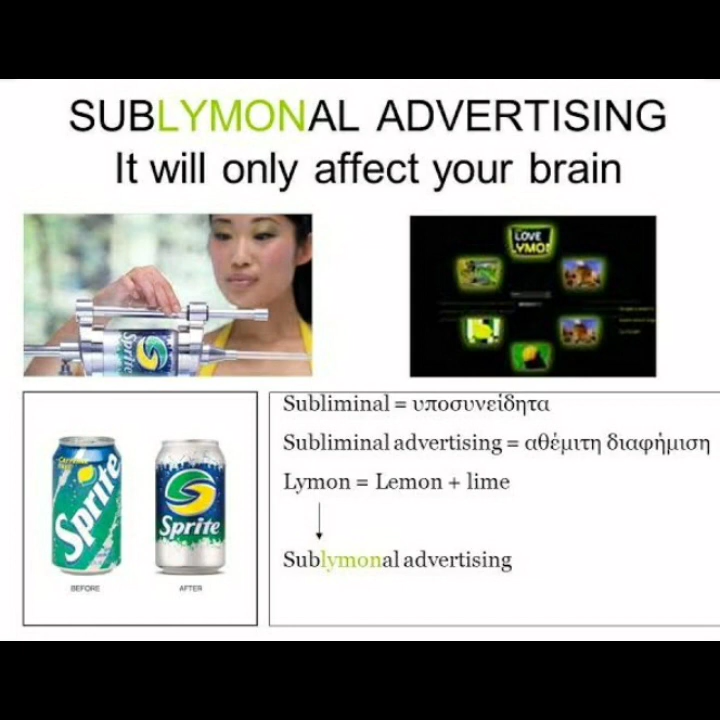 SUBLYMONAL ADVERTISING
It will only affect your brain
Sprite
LOVE
LYMO
Subliminal = υποσυνείδητα
Subliminal advertising = αθέμιτη διαφήμιση
Lymon = Lemon + lime
Sublymonal advertising
Sprite
Sprite
BEFORE
AFTER